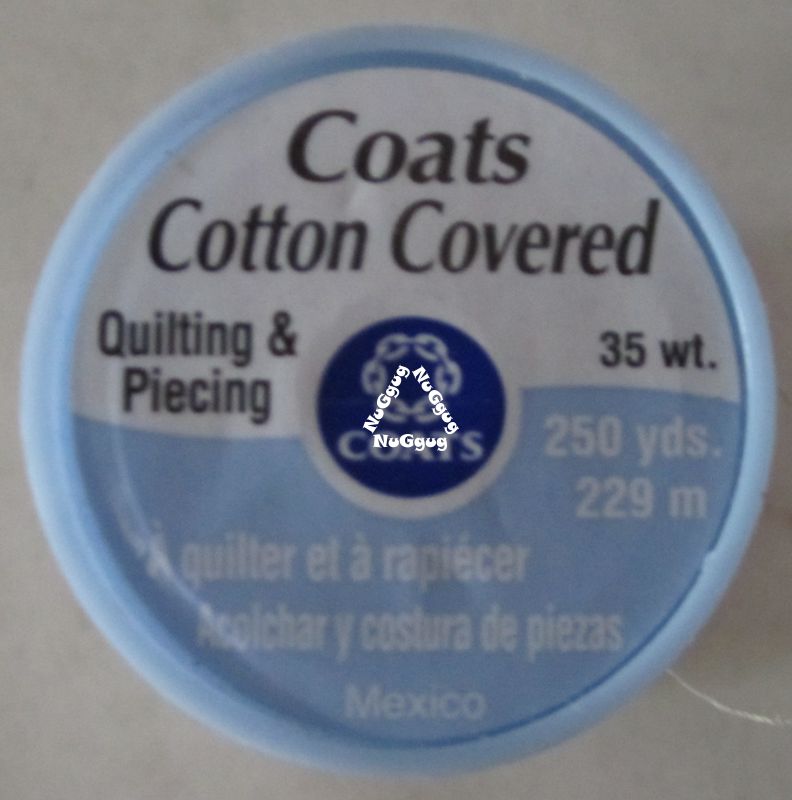 Coats
Cotton Covered
Quilting &
Piecing
35 wt.
NuGgug
NuGgug
NuGgug
COATS
250 yds.
229 m
À quilter et à rapiécer
Acolchar y costura de piezas
Mexico